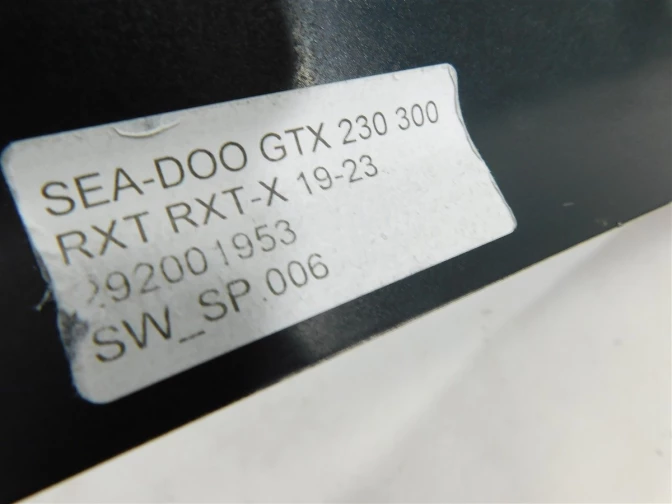 SEA-DOO GTX 230 300
RXT RXT-X 19-23
292001953
SW_SP.006